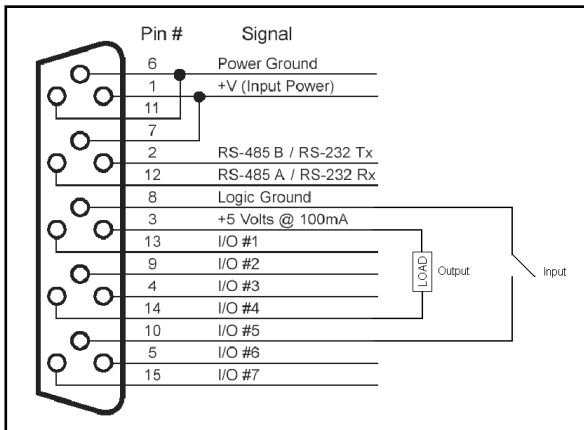 Pin # Signal
6 Power Ground
1 +V (Input Power)
11
7
2 RS-485 B / RS-232 Tx
12 RS-485 A / RS-232 Rx
8 Logic Ground
3 +5 Volts @ 100mA
13 I/O #1
9 I/O #2
4 I/O #3
14 I/O #4
10 I/O #5
5 I/O #6
15 I/O #7
LOAD
Output
Input